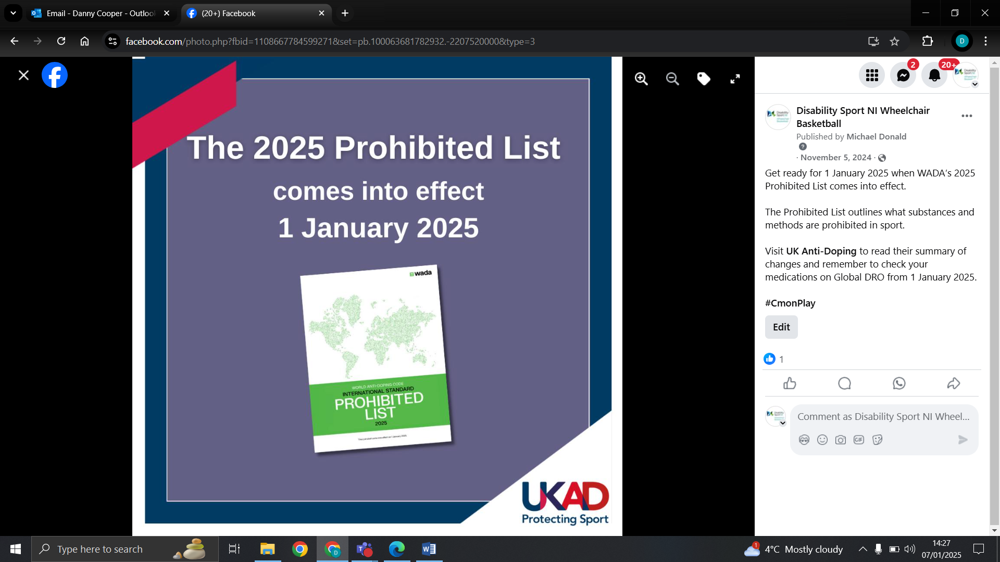 Email - Danny Cooper - Outloo
(20+) Facebook
facebook.com/photo.php?fbid=1108667784599271&set=pb.100063681782932.-2207520000&type=3
D
The 2025 Prohibited List
comes into effect
1 January 2025
wada
WORLD ANTI-DOPING CODE
INTERNATIONAL STANDARD
PROHIBITED
LIST
2025
This List shall come into effect on 1 January 2025.
UKAD
Protecting Sport
2
20+
Disability Sport NI Wheelchair
Basketball
Published by Michael Donald
· November 5, 2024 ·
Get ready for 1 January 2025 when WADA’s 2025
Prohibited List comes into effect.
The Prohibited List outlines what substances and
methods are prohibited in sport.
Visit UK Anti-Doping to read their summary of
changes and remember to check your
medications on Global DRO from 1 January 2025.
#CmonPlay
Edit
1
Comment as Disability Sport NI Wheel...
GIF
Type here to search
1
4°C Mostly cloudy
14:27
07/01/2025